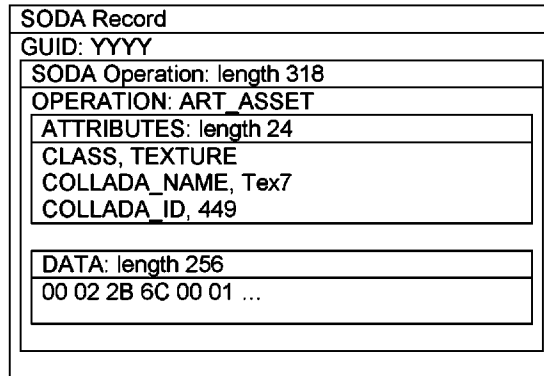 SODA Record
GUID: YYYY
SODA Operation: length 318
OPERATION: ART_ASSET
ATTRIBUTES: length 24
CLASS, TEXTURE
COLLADA_NAME, Tex7
COLLADA_ID, 449
DATA: length 256
00 02 2B 6C 00 01 ...